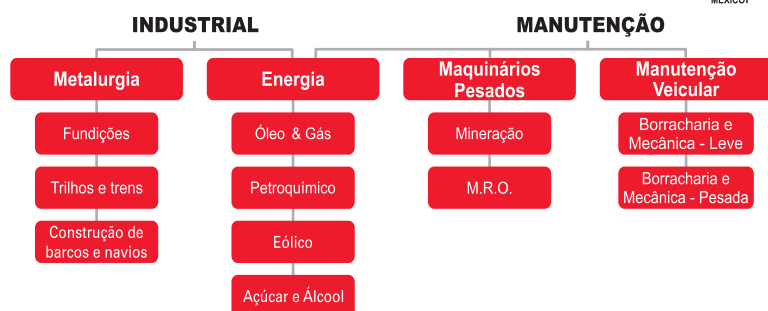 MÉXICO!
INDUSTRIAL
MANUTENÇÃO
Metalurgia
Energia
Maquinários
Pesados
Manutenção
Veicular
Fundições
Óleo & Gás
Mineração
Borracharia e
Mecânica - Leve
Trilhos e trens
Petroquímico
M.R.O.
Borracharia e
Mecânica - Pesada
Construção de
barcos e navios
Eólico
Açúcar e Álcool